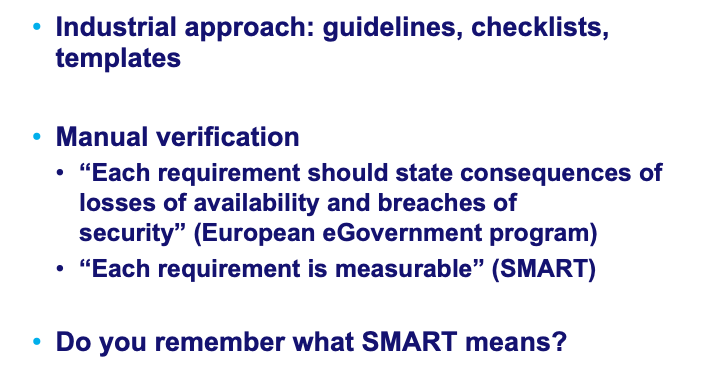 • Industrial approach: guidelines, checklists,
templates
• Manual verification
• “Each requirement should state consequences of
losses of availability and breaches of
security” (European eGovernment program)
• “Each requirement is measurable” (SMART)
• Do you remember what SMART means?